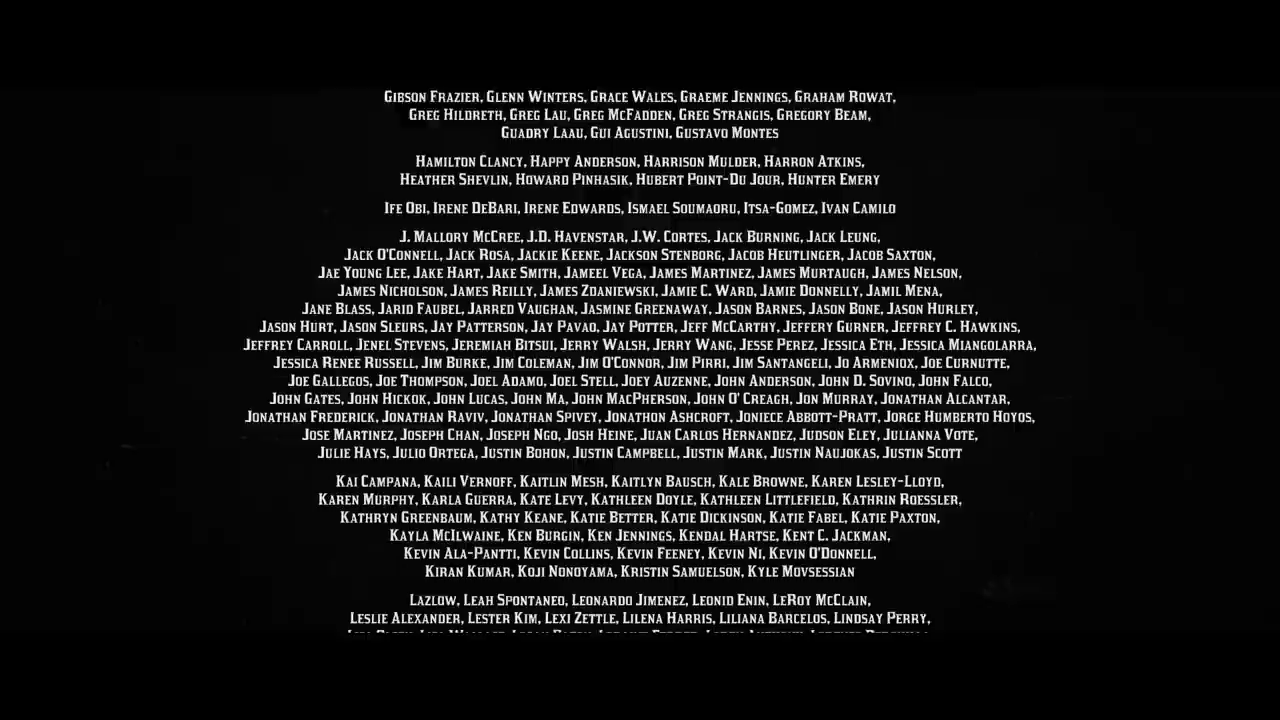 Gibson Frazier, Glenn Winters, Grace Wales, Graeme Jennings, Graham Rowat,
Greg Hildreth, Greg Lau, Greg McFadden, Greg Strangis, Gregory Beam,
Guadry Laau, Gui Agustini, Gustavo Montes
Hamilton Clancy, Happy Anderson, Harrison Mulder, Harron Atkins,
Heather Shevlin, Howard Pinhasik, Hubert Point-Du Jour, Hunter Emery
Ife Obi, Irene DeBari, Irene Edwards, Ismael Soumaoru, Itsa-Gomez, Ivan Camilo
J. Mallory McCree, J.D. Havenstar, J.W. Cortes, Jack Burning, Jack Leung,
Jack O'Connell, Jack Rosa, Jackie Keene, Jackson Stenborg, Jacob Heutlinger, Jacob Saxton,
Jae Young Lee, Jake Hart, Jake Smith, Jameel Vega, James Martinez, James Murtaugh, James Nelson,
James Nicholson, James Reilly, James Zdaniewski, Jamie C. Ward, Jamie Donnelly, Jamil Mena,
Jane Blass, Jarid Faubel, Jarred Vaughan, Jasmine Greenaway, Jason Barnes, Jason Bone, Jason Hurley,
Jason Hurt, Jason Sleurs, Jay Patterson, Jay Pavao, Jay Potter, Jeff McCarthy, Jeffery Gurner, Jeffrey C. Hawkins,
Jeffrey Carroll, Jenel Stevens, Jeremiah Bitsui, Jerry Walsh, Jerry Wang, Jesse Perez, Jessica Eth, Jessica Miangolarra,
Jessica Renee Russell, Jim Burke, Jim Coleman, Jim O'Connor, Jim Pirri, Jim Santangeli, Jo Armeniox, Joe Curnutte,
Joe Gallegos, Joe Thompson, Joel Adamo, Joel Stell, Joey Auzenne, John Anderson, John D. Sovino, John Falco,
John Gates, John Hickok, John Lucas, John Ma, John MacPherson, John O' Creagh, Jon Murray, Jonathan Alcantar,
Jonathan Frederick, Jonathan Raviv, Jonathan Spivey, Jonathon Ashcroft, Joniece Abbott-Pratt, Jorge Humberto Hoyos,
Jose Martinez, Joseph Chan, Joseph Ngo, Josh Heine, Juan Carlos Hernandez, Judson Eley, Julianna Vote,
Julie Hays, Julio Ortega, Justin Bohon, Justin Campbell, Justin Mark, Justin Naujokas, Justin Scott
Kai Campana, Kaili Vernoff, Kaitlin Mesh, Kaitlyn Bausch, Kale Browne, Karen Lesley-Lloyd,
Karen Murphy, Karla Guerra, Kate Levy, Kathleen Doyle, Kathleen Littlefield, Kathrin Roessler,
Kathryn Greenbaum, Kathy Keane, Katie Better, Katie Dickinson, Katie Fabel, Katie Paxton,
Kayla McIlwaine, Ken Burgin, Ken Jennings, Kendal Hartse, Kent C. Jackman,
Kevin Ala-Pantti, Kevin Collins, Kevin Feeney, Kevin Ni, Kevin O'Donnell,
Kiran Kumar, Koji Nonoyama, Kristin Samuelson, Kyle Movsessian
Lazlow, Leah Spontaneo, Leonardo Jimenez, Leonid Enin, LeRoy McClain,
Leslie Alexander, Lester Kim, Lexi Zettle, Lilena Harris, Liliana Barcelos, Lindsay Perry,